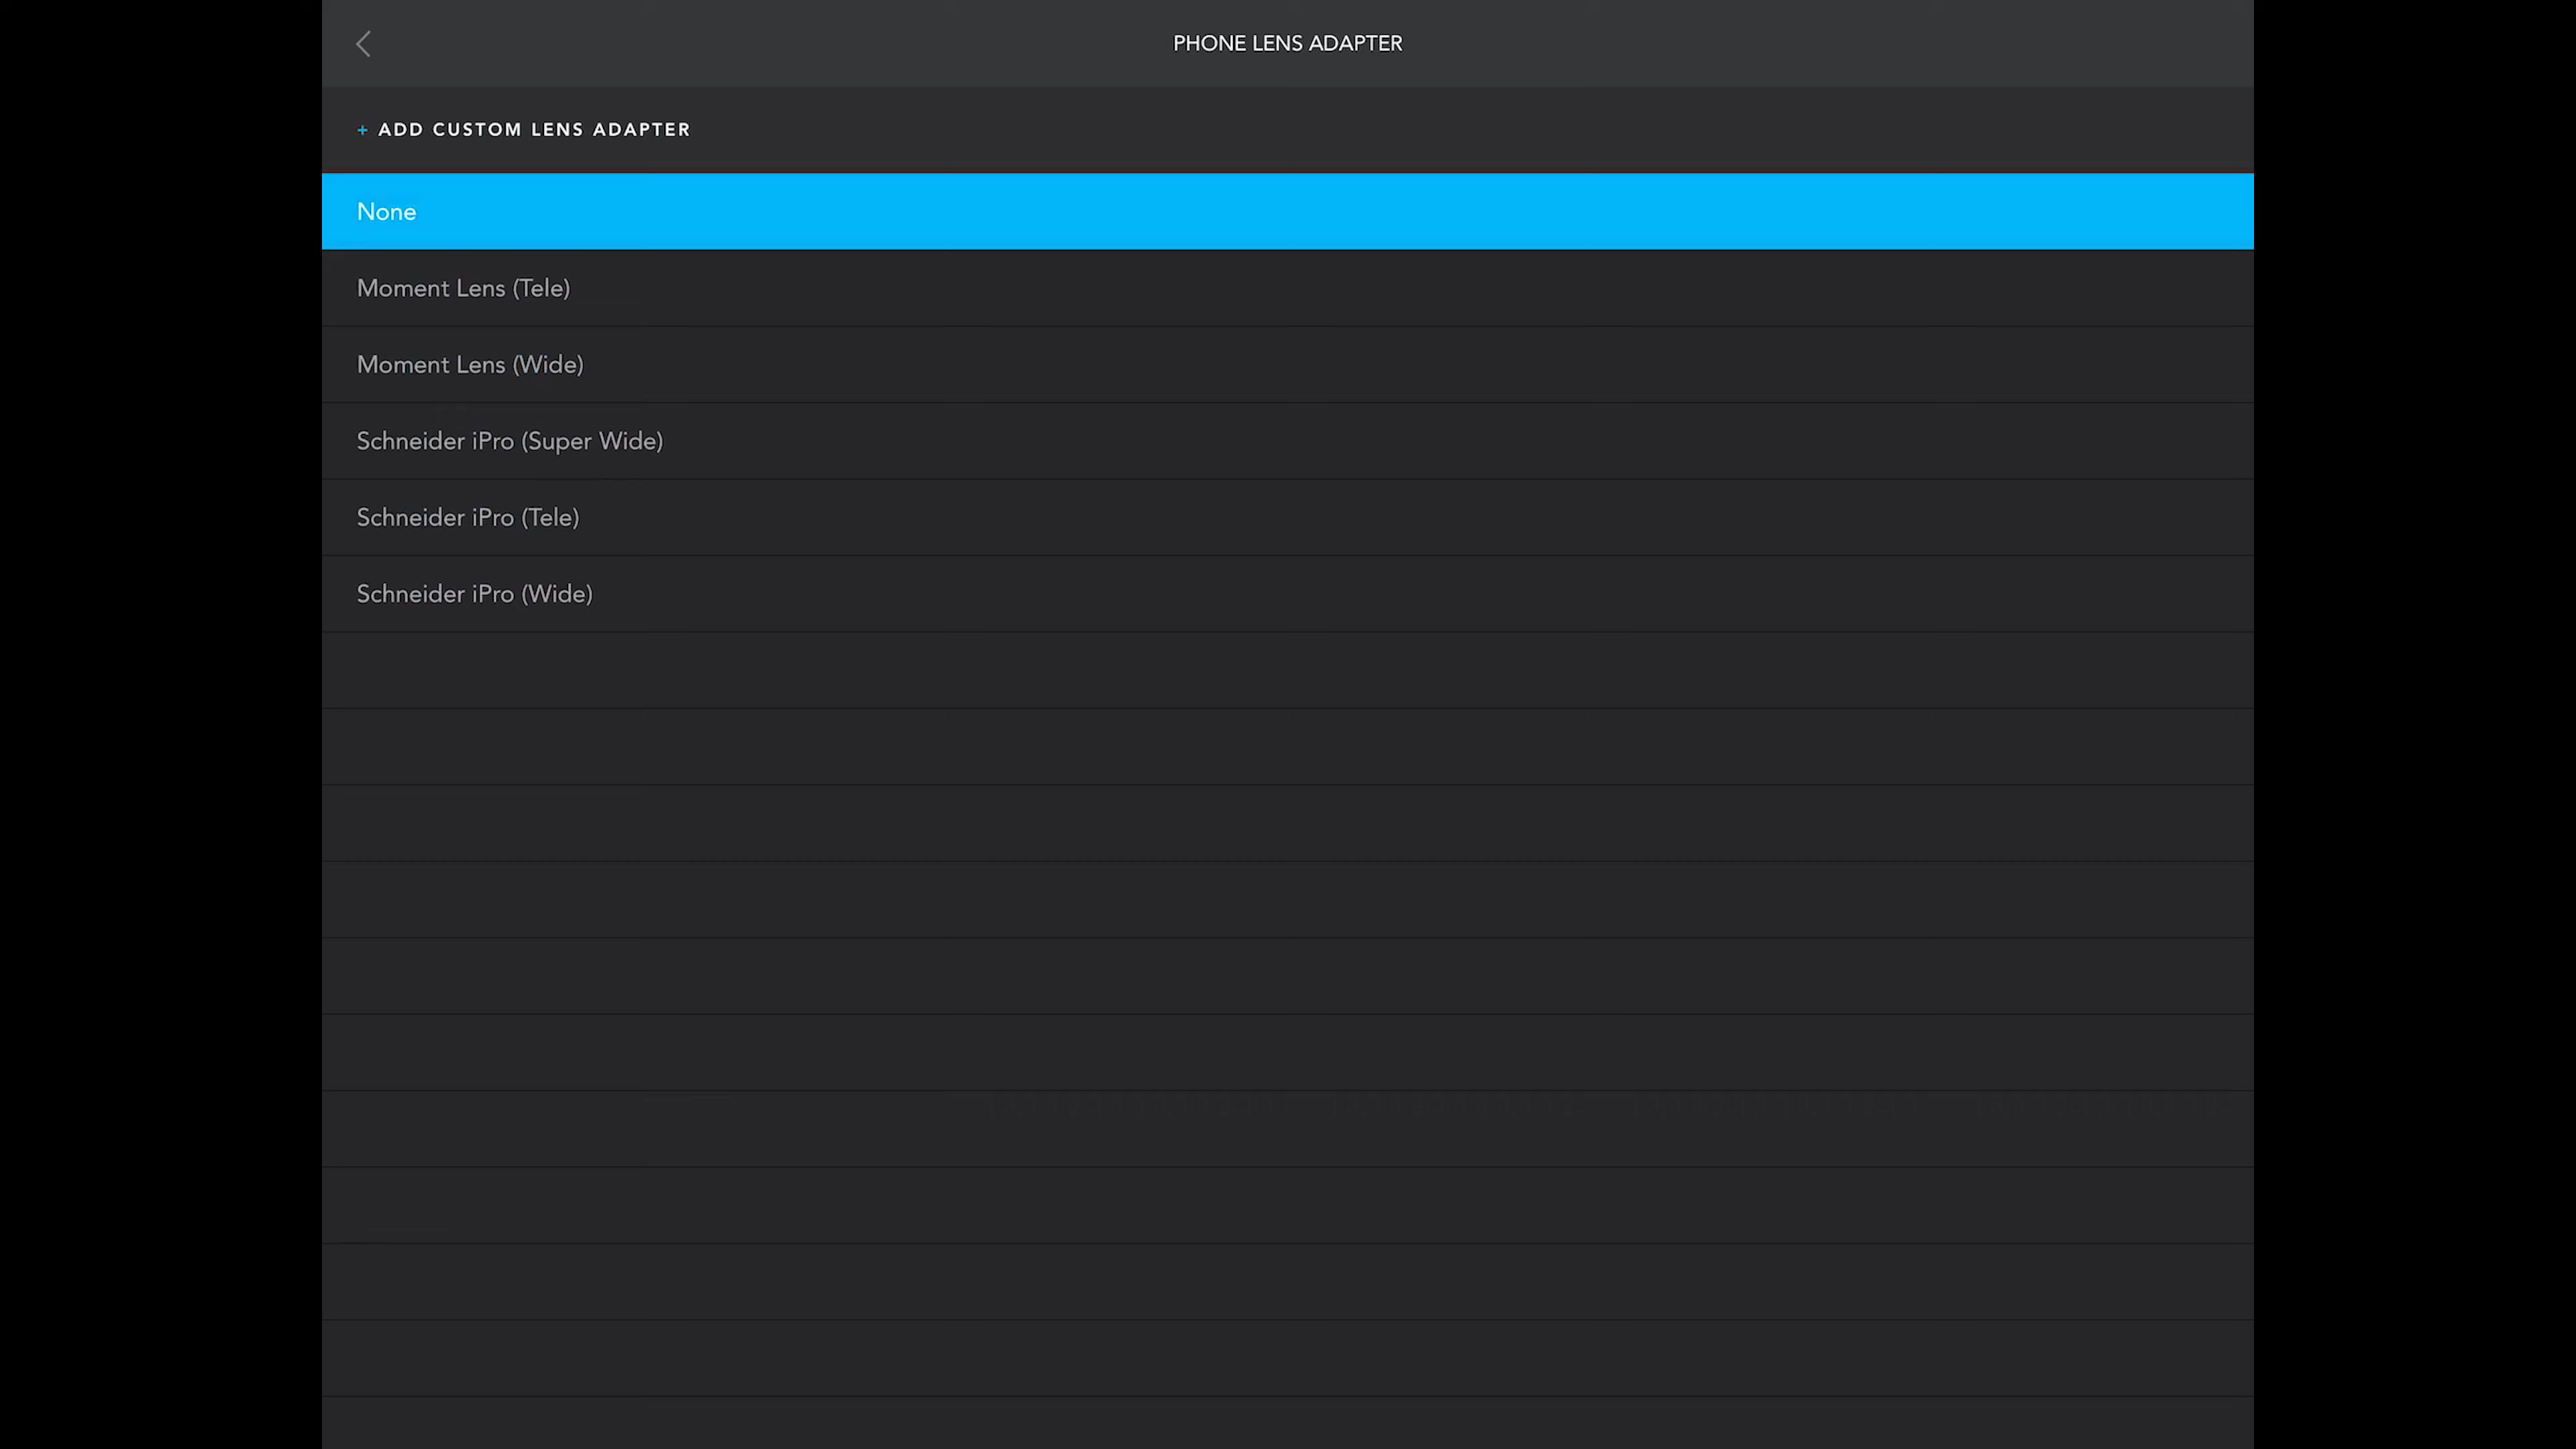 PHONE LENS ADAPTER
+ ADD CUSTOM LENS ADAPTER
None
Moment Lens (Tele)
Moment Lens (Wide)
Schneider iPro (Super Wide)
Schneider iPro (Tele)
Schneider iPro (Wide)